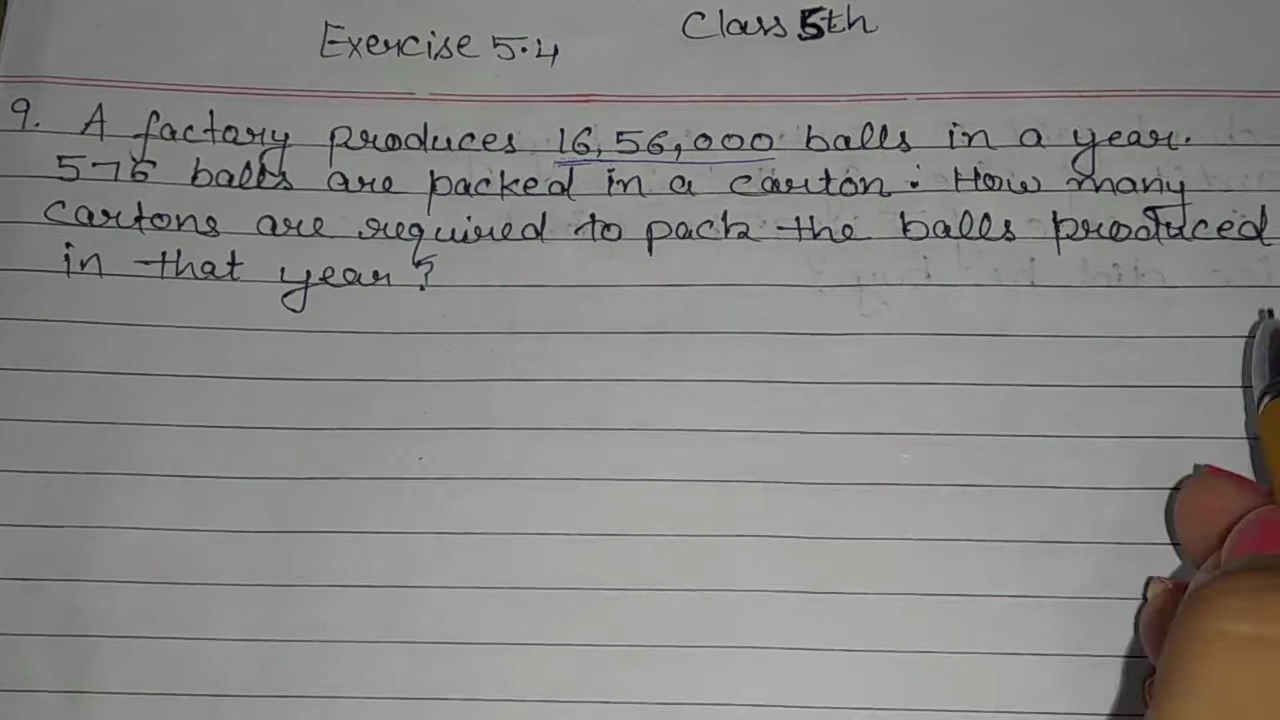 Exercise 5.4
Class 5th
9. A factory produces 16,56,000 balls in a year.
576 balls are packed in a carton. How many
cartons are required to pack the balls produced
in that year?